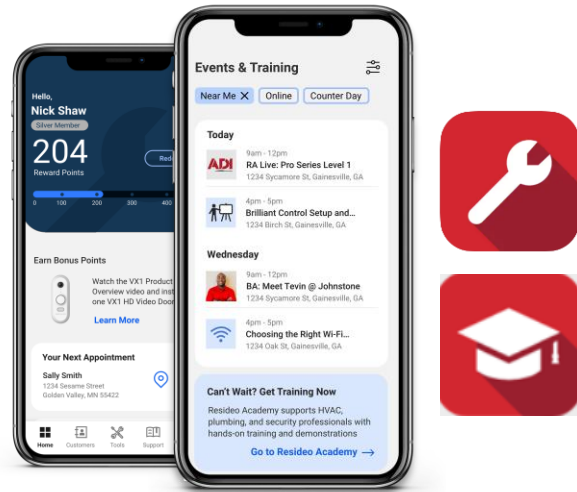 Hello,
Nick Shaw
Silver Member
204
Reward Points
0 100 200 300 400
Earn Bonus Points
Watch the VX1 Product
Overview video and
one VX1 HD Video
Learn More
Your Next Appointment
Sally Smith
1234 Sesame Street
Golden Valley, MN 55422
Home Customers Tools Support
Events & Training
Near Me X Online Counter Day
Today
ADI
9am - 12pm
RA Live: Pro Series Level 1
1234 Sycamore St, Gainesville, GA
4pm - 5pm
Brilliant Control Setup and...
1234 Birch St, Gainesville, GA
Wednesday
9am - 12pm
BA: Meet Tevin @ Johnstone
1234 Sycamore St, Gainesville, GA
4pm - 5pm
Choosing the Right Wi-Fi...
1234 Oak St, Gainesville, GA
Can't Wait? Get Training Now
Resideo Academy supports HVAC,
plumbing, and security professionals with
hands-on training and demonstrations
Go to Resideo Academy →